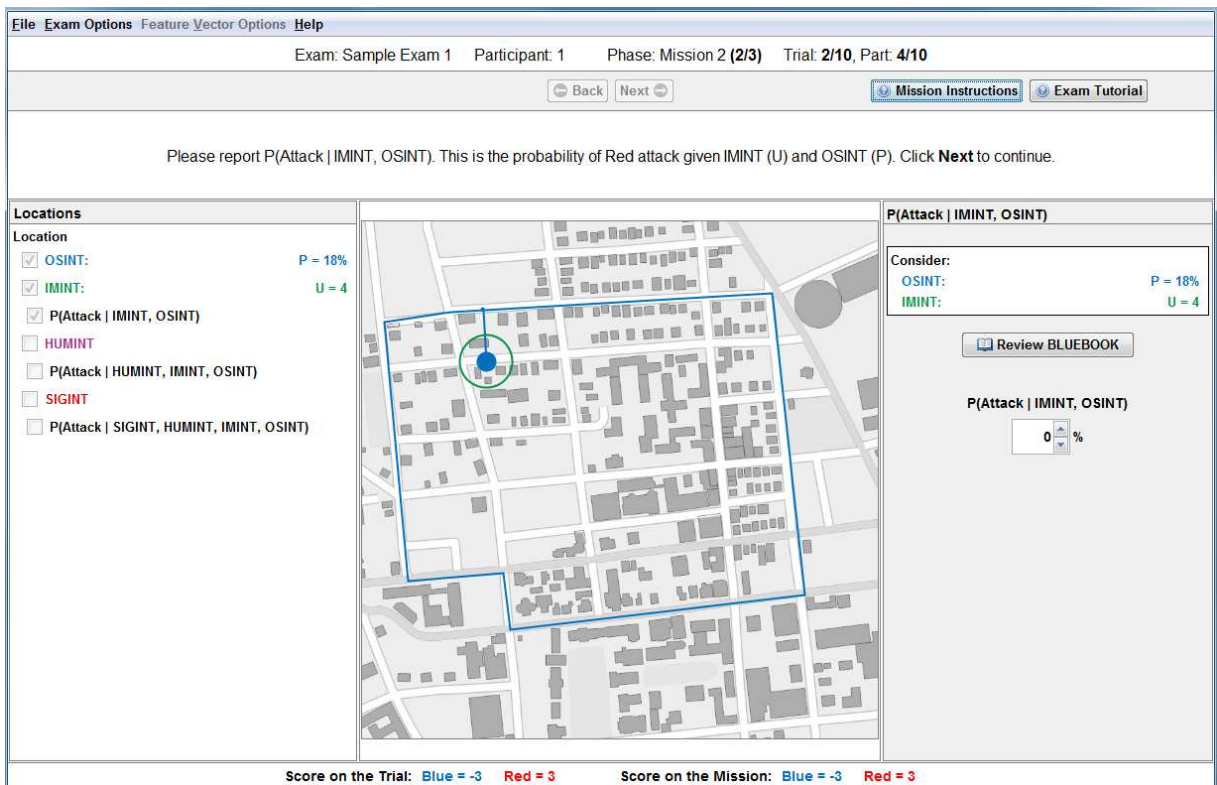 File Exam Options Feature Vector Options Help
Exam: Sample Exam 1 Participant: 1 Phase: Mission 2 (2/3) Trial: 2/10, Part: 4/10
Back Next Mission Instructions Exam Tutorial
Please report P(Attack | IMINT, OSINT). This is the probability of Red attack given IMINT (U) and OSINT (P). Click Next to continue.
Locations
Location
OSINT: P = 18%
IMINT: U = 4
P(Attack | IMINT, OSINT)
HUMINT
P(Attack | HUMINT, IMINT, OSINT)
SIGINT
P(Attack | SIGINT, HUMINT, IMINT, OSINT)
P(Attack | IMINT, OSINT)
Consider:
OSINT: P = 18%
IMINT: U = 4
Review BLUEBOOK
P(Attack | IMINT, OSINT)
0 %
Score on the Trial: Blue = -3 Red = 3 Score on the Mission: Blue = -3 Red = 3